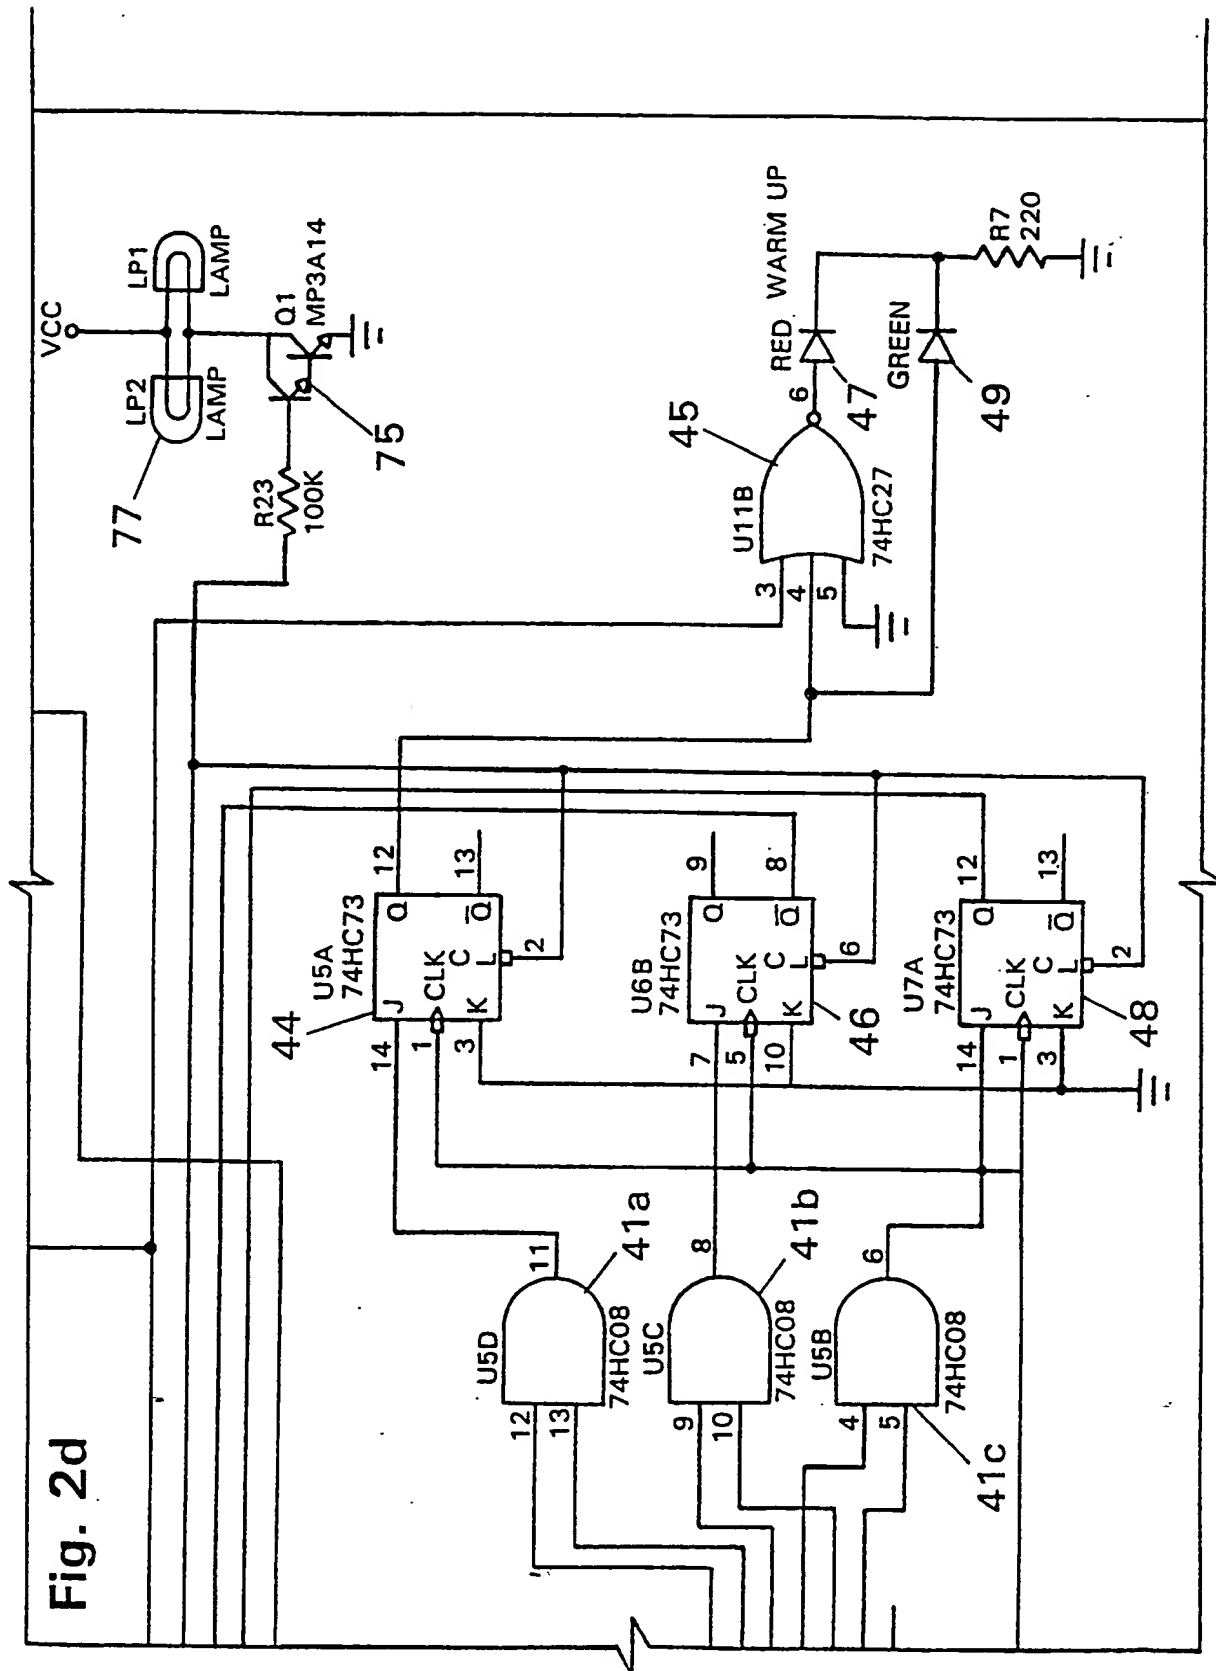 Fig. 2d
VCC
LP2
LP1
LAMP
LAMP
77
R23
100K
Q1
MP3A14
75
44
U5A
74HC73
14
J
Q
12
1
CLK
3
K
C
L
Q
13
2
U6B
74HC73
7
J
Q
9
5
CLK
10
K
C
L
Q
8
6
46
U7A
74HC73
14
J
Q
12
1
CLK
3
K
C
L
Q
13
2
48
U5D
12
13
11
74HC08
41a
U5C
9
10
8
74HC08
41b
U5B
4
5
6
74HC08
41c
45
U11B
3
4
5
6
74HC27
RED
WARM UP
47
GREEN
49
R7
220